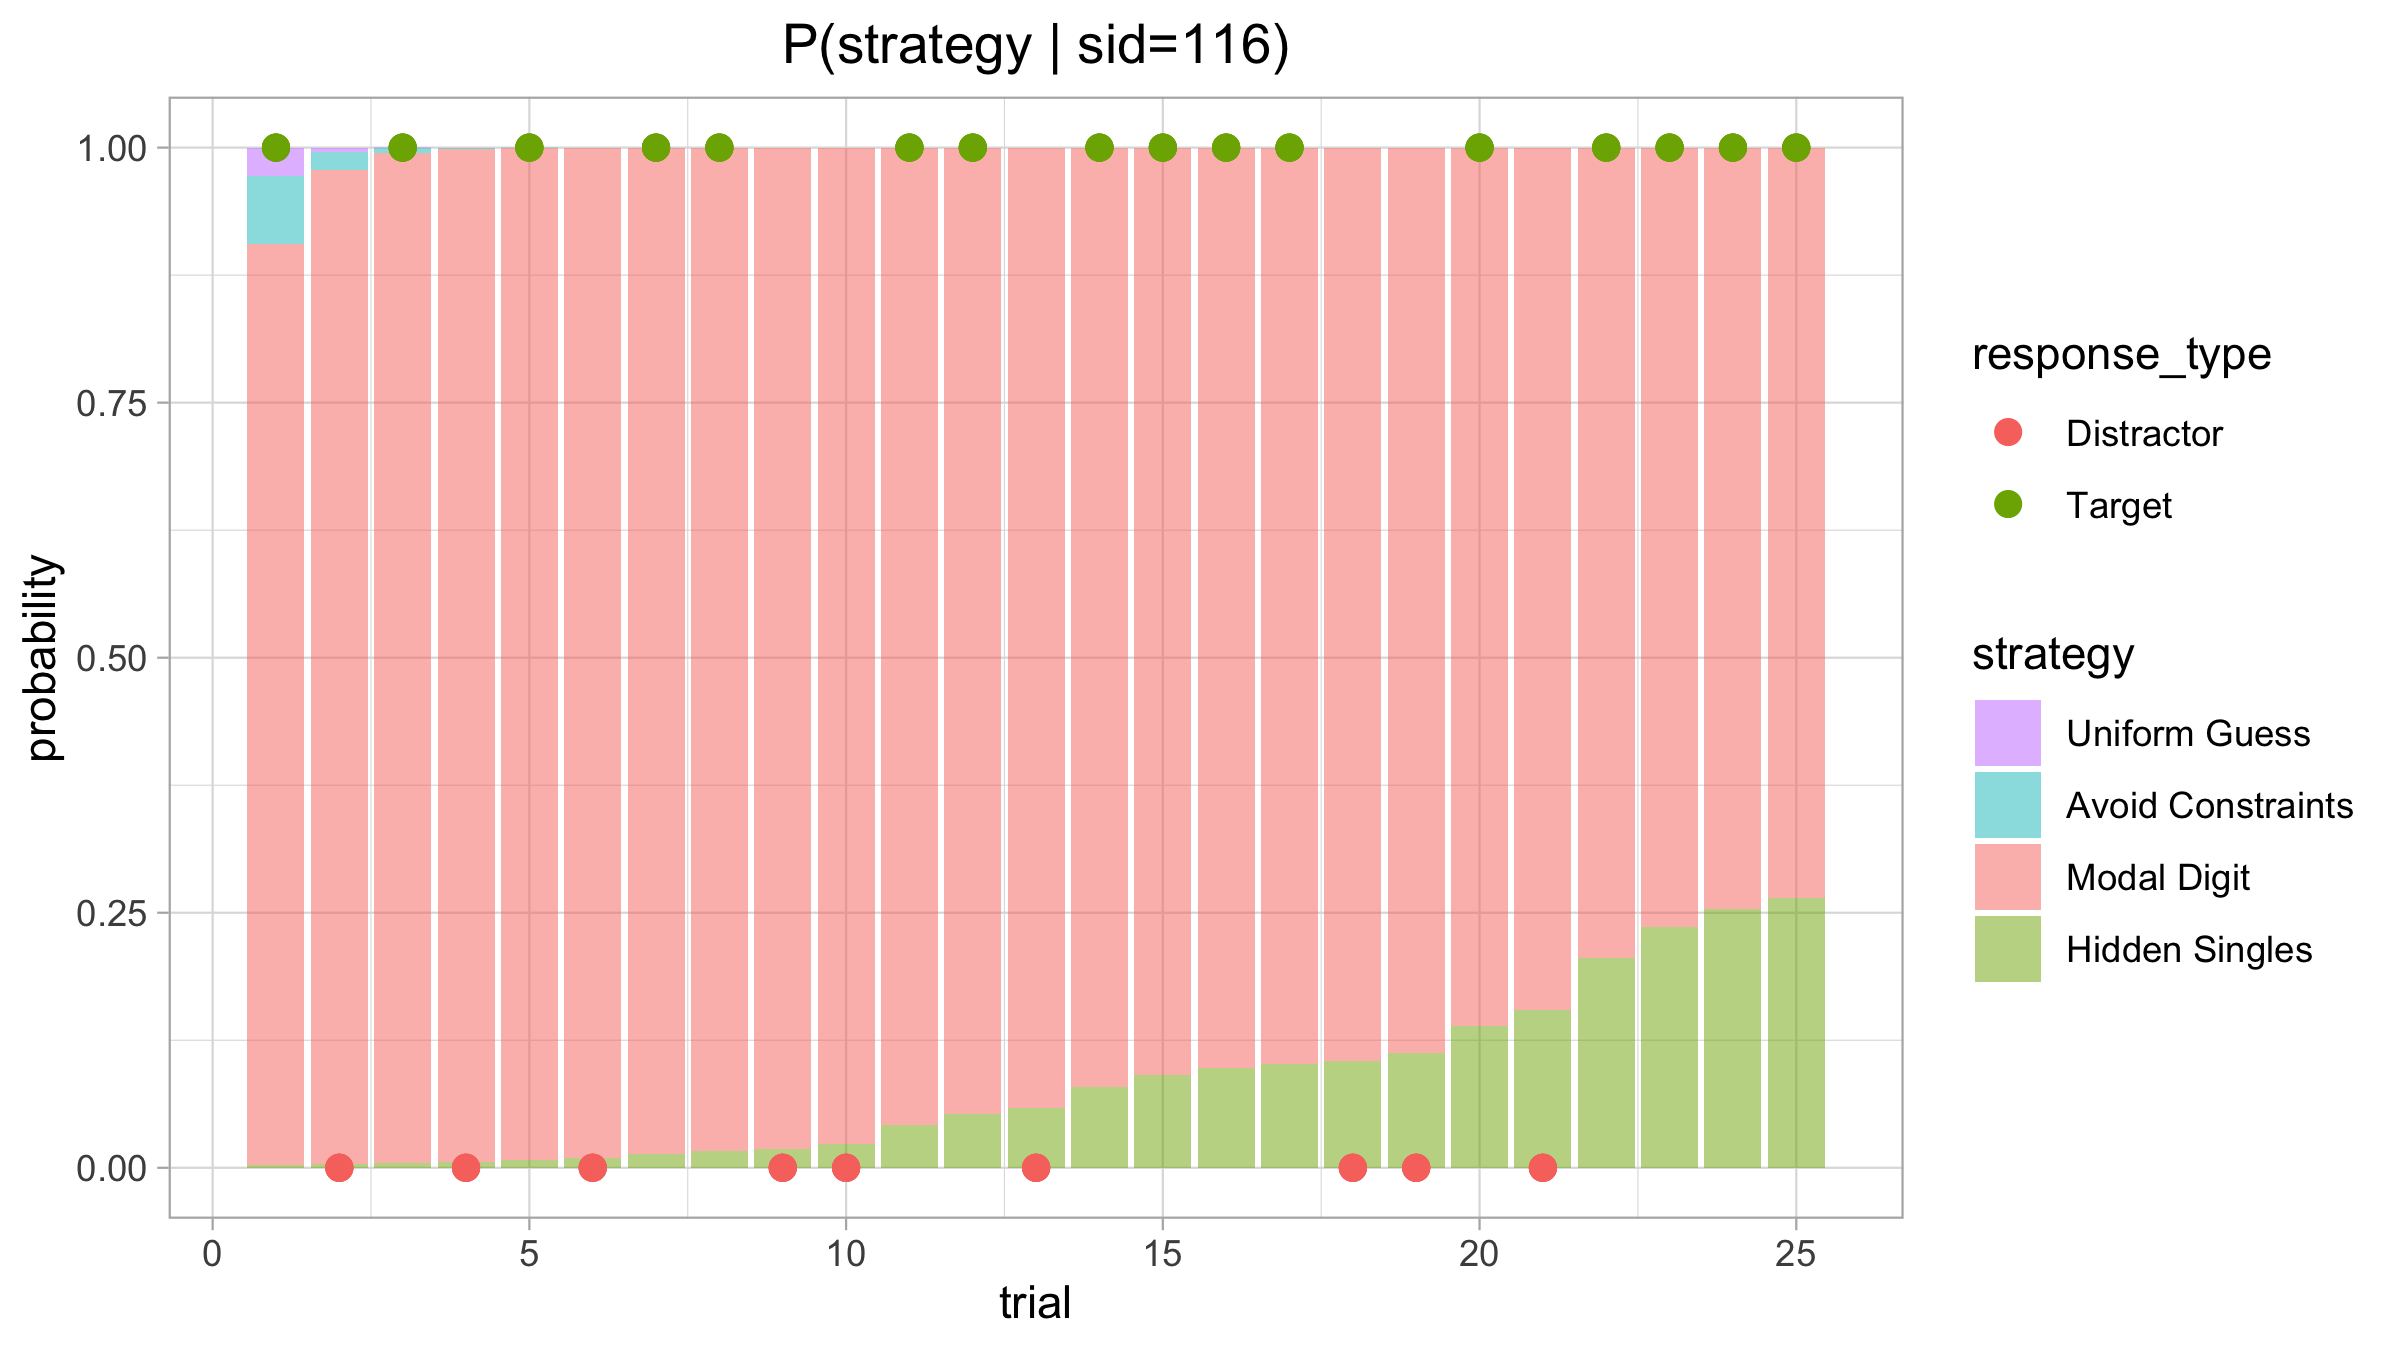 P(strategy | sid=116)
probability
1.00
0.75
0.50
0.25
0.00
0
5
10
15
20
25
trial
response_type
Distractor
Target
strategy
Uniform Guess
Avoid Constraints
Modal Digit
Hidden Singles